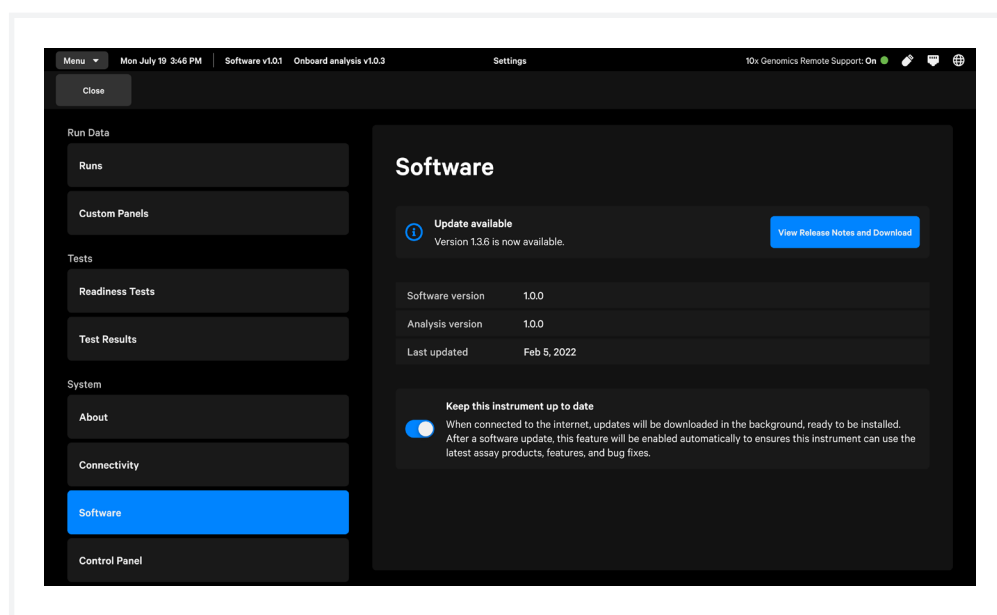 Menu Mon July 19 3:46 PM Software v1.0.1 Onboard analysis v1.0.3 Settings 10x Genomics Remote Support: On
Close
Run Data
Runs
Custom Panels
Tests
Readiness Tests
Test Results
System
About
Connectivity
Software
Control Panel
Software
Update available
Version 1.3.6 is now available.
View Release Notes and Download
Software version 1.0.0
Analysis version 1.0.0
Last updated Feb 5, 2022
Keep this instrument up to date
When connected to the internet, updates will be downloaded in the background, ready to be installed.
After a software update, this feature will be enabled automatically to ensures this instrument can use the
latest assay products, features, and bug fixes.